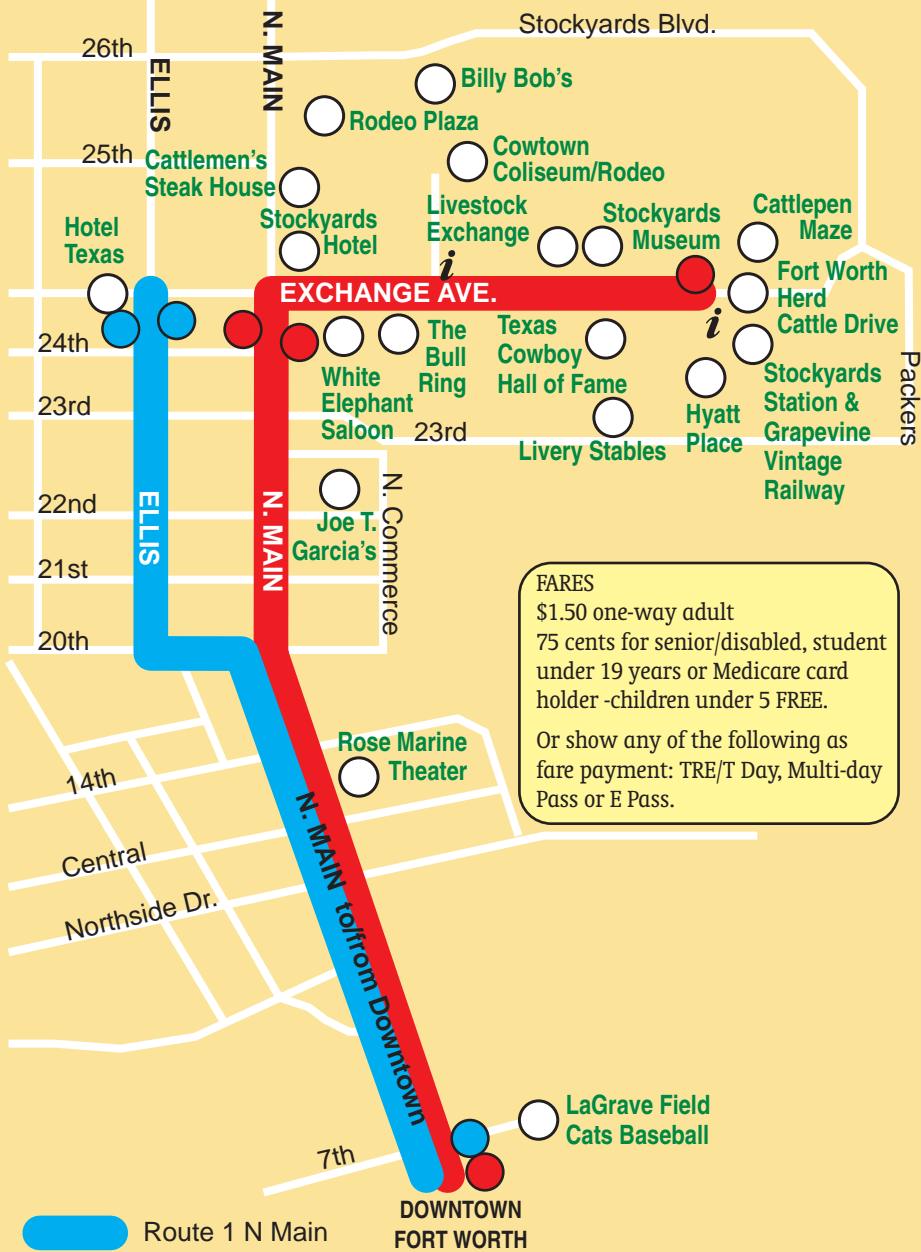 Stockyards Blvd.
26th
ELLIS
N. MAIN
Billy Bob's
Rodeo Plaza
25th
Cattlemen's
Steak House
Cowtown
Coliseum/Rodeo
Stockyards
Hotel
Livestock
Exchange
Stockyards
Museum
Cattlepen
Maze
Hotel
Texas
i
EXCHANGE AVE.
Fort Worth
Herd
Cattle Drive
i
24th
White
Elephant
Saloon
The
Bull
Ring
Texas
Cowboy
Hall of Fame
Hyatt
Place
Stockyards
Station &
Grapevine
Vintage
Railway
Packers
23rd
23rd
Livery Stables
22nd
ELLIS
N. MAIN
Joe T.
Garcia's
N. Commerce
21st
20th
FARES
$1.50 one-way adult
75 cents for senior/disabled, student
under 19 years or Medicare card
holder -children under 5 FREE.
Or show any of the following as
fare payment: TRE/T Day, Multi-day
Pass or E Pass.
Rose Marine
Theater
14th
Central
Northside Dr.
N. MAIN to/from Downtown
LaGrave Field
Cats Baseball
7th
DOWNTOWN
FORT WORTH
Route 1 N Main